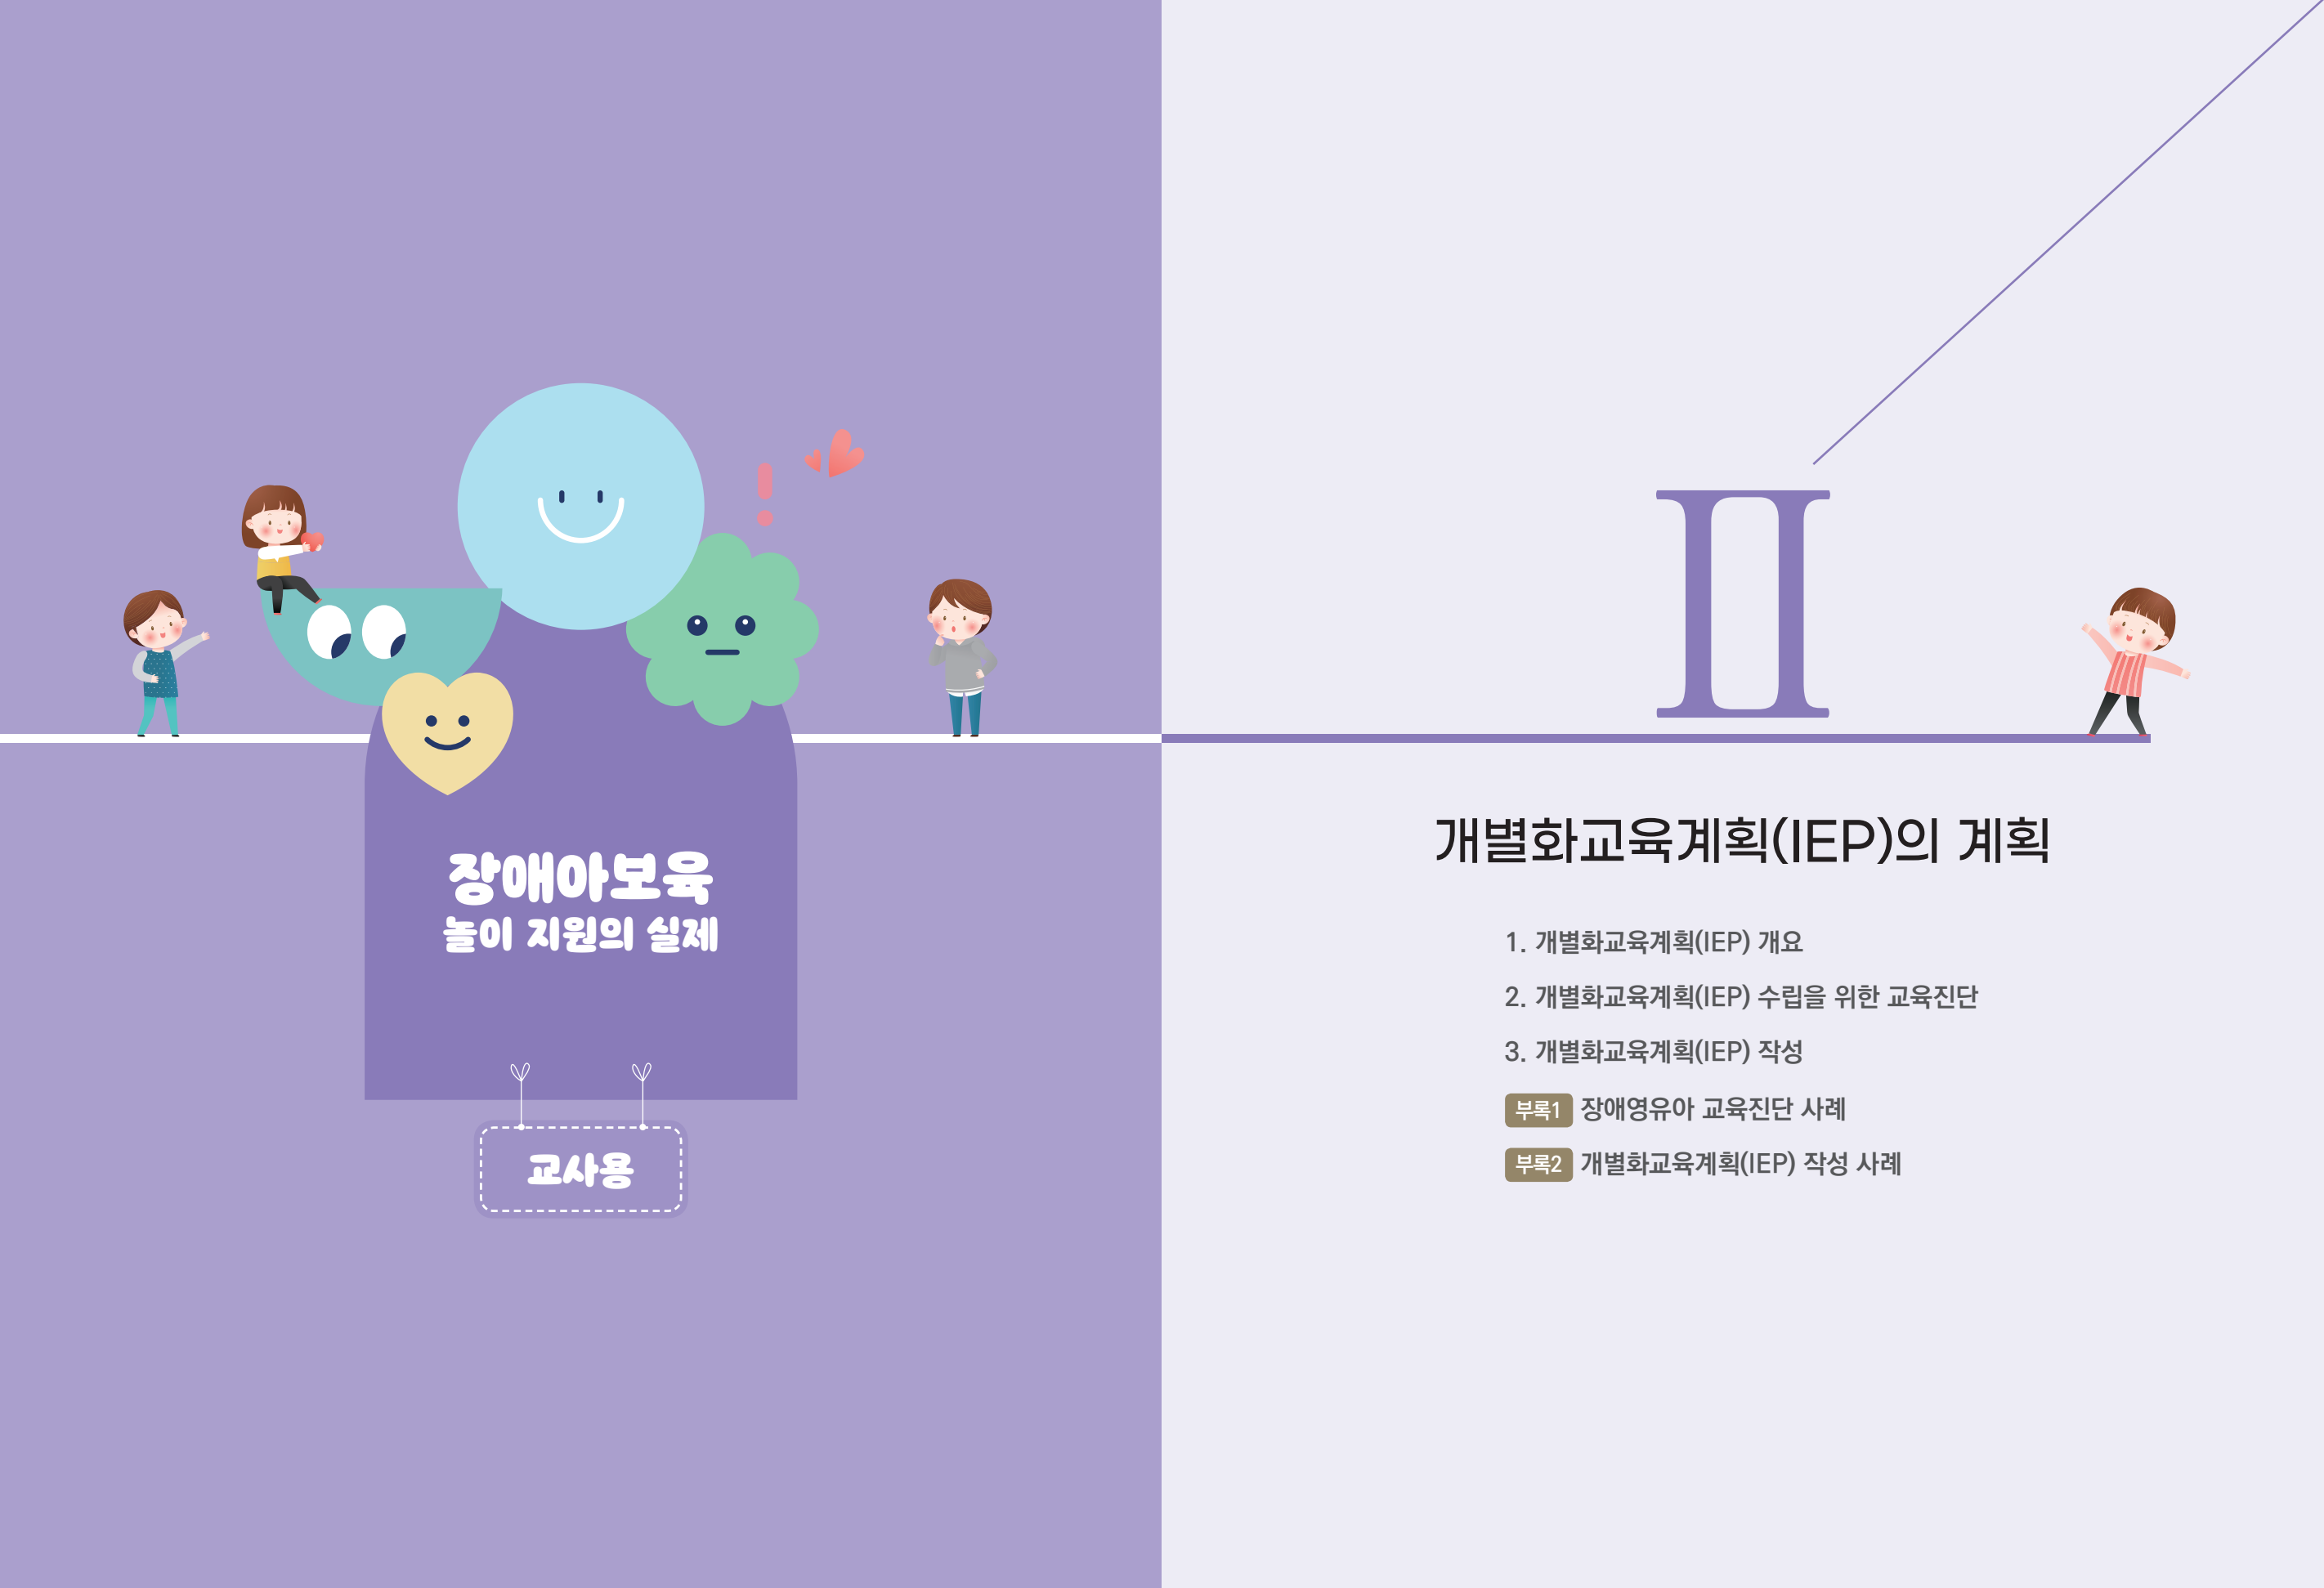 장애아보육
놀이 지원의 실제
교사용
Ⅱ
개별화교육계획(IEP)의 계획
1. 개별화교육계획(IEP) 개요
2. 개별화교육계획(IEP) 수립을 위한 교육진단
3. 개별화교육계획(IEP) 작성
부록1 장애영유아 교육진단 사례
부록2 개별화교육계획(IEP) 작성 사례